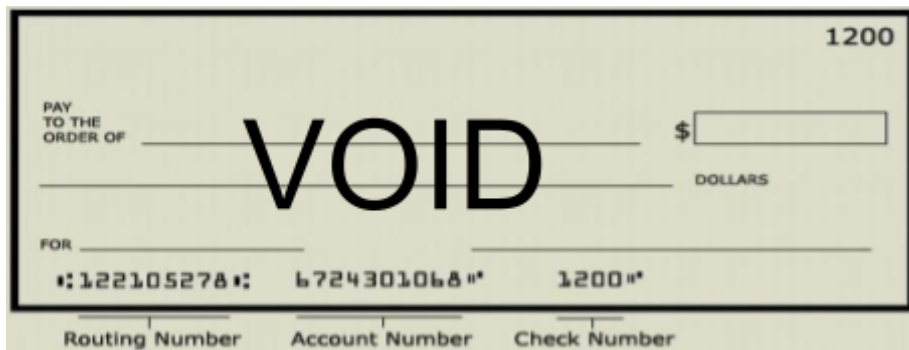 1200
PAY
TO THE
ORDER OF
$
VOID
DOLLARS
FOR
⑆122105278⑆ 6724301068⑈ 1200⑈
Routing Number Account Number Check Number